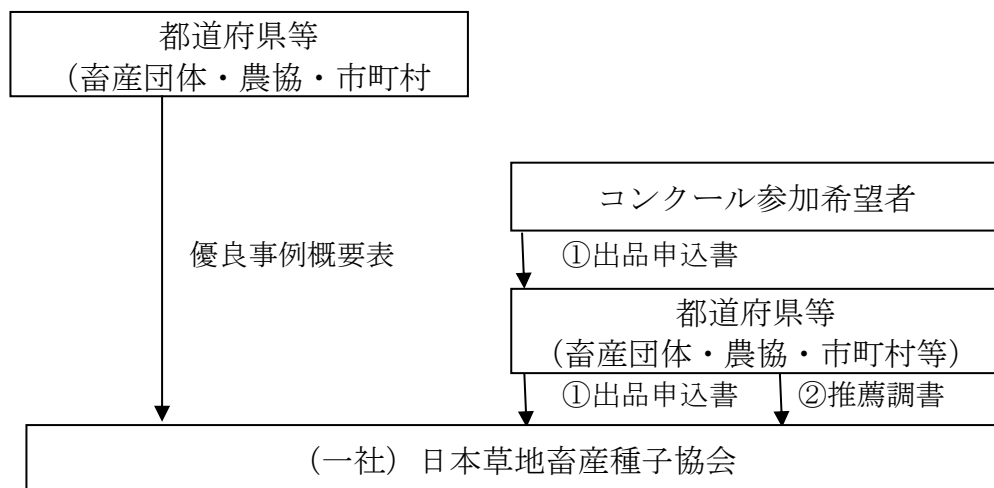 都道府県等
（畜産団体・農協・市町村
コンクール参加希望者
優良事例概要表
①出品申込書
都道府県等
（畜産団体・農協・市町村等）
①出品申込書
②推薦調書
（一社）日本草地畜産種子協会